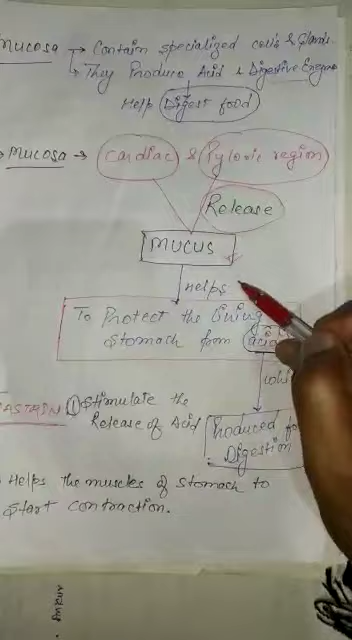 Mucosa → Contain specialized cells & Glands.
→ They Produce Acid & Digestive Enzyme
Help Digest food
→ Mucosa → Cardiac & Pyloric region
Release
MUCUS
Helps
To Protect the lining
Stomach from acid
GASTRIN ① Stimulate the
Release of Acid
Produced for
Digestion
Helps the muscles of stomach to
start contraction.